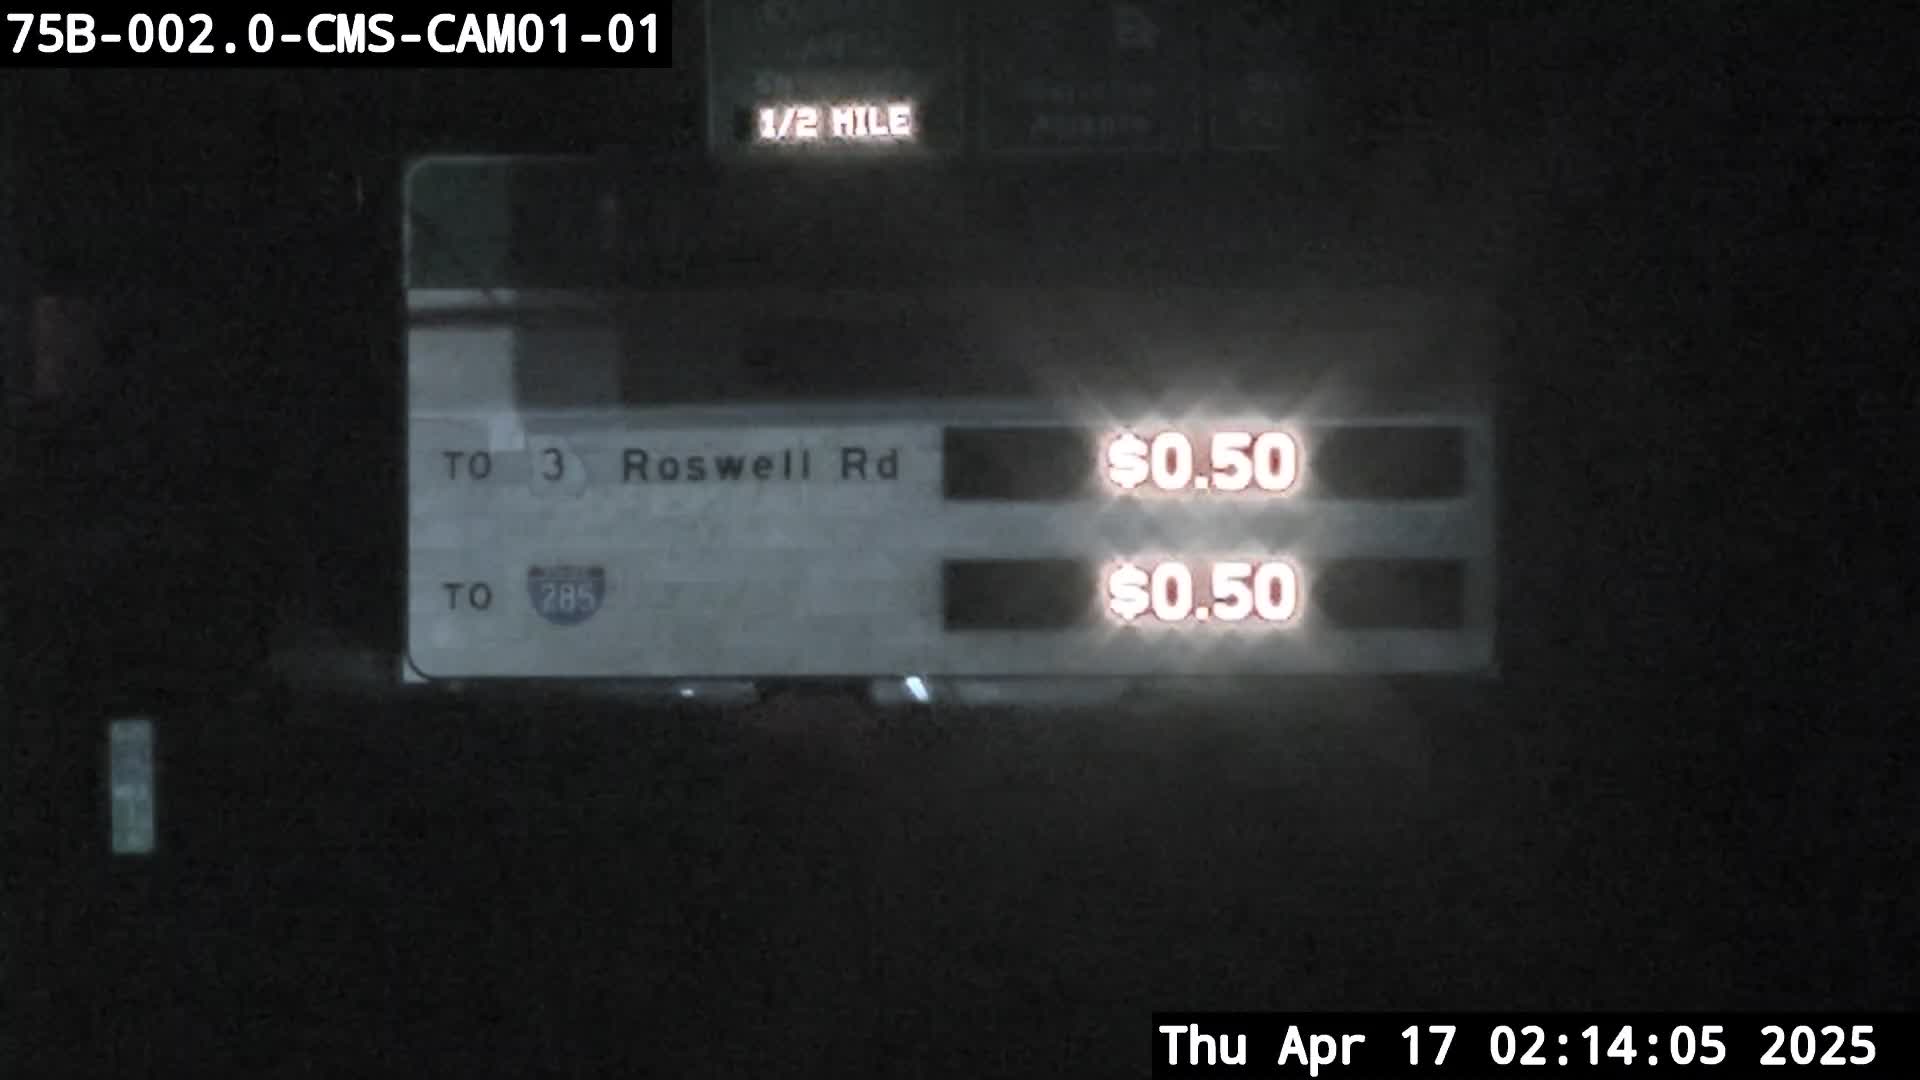 75B-002.0-CMS-CAM01-01
1/2 MILE
TO 3 Roswell Rd $0.50
TO 285 $0.50
Thu Apr 17 02:14:05 2025